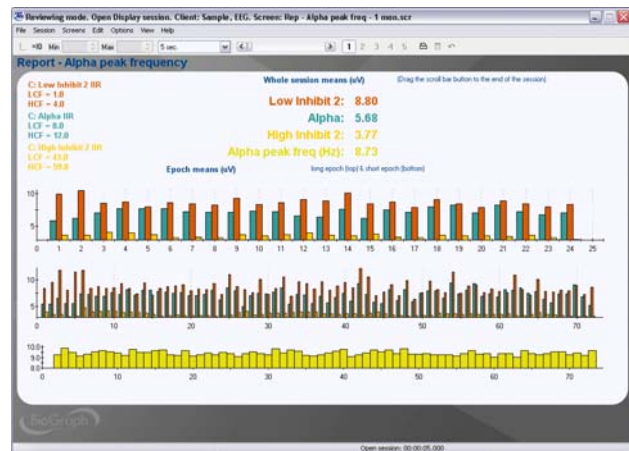 Reviewing mode. Open Display session. Client: Sample, EEG. Screen: Rep - Alpha peak freq - 1 mon.scr
File Session Screens Edit Options View Help
Min Max 5 sec. 1 2 3 4 5
Report - Alpha peak frequency
C: Low Inhibit 2 IIR
LCF = 1.0
HCF = 4.0
C: Alpha IIR
LCF = 8.0
HCF = 12.0
C: High Inhibit 2 IIR
LCF = 43.0
HCF = 59.0
Whole session means (uV) (Drag the scroll bar button to the end of the session)
Low Inhibit 2: 8.80
Alpha: 5.68
High Inhibit 2: 3.77
Alpha peak freq (Hz): 8.73
Epoch means (uV) long epoch (top) & short epoch (bottom)
10
5
0 1 2 3 4 5 6 7 8 9 10 11 12 13 14 15 16 17 18 19 20 21 22 23 24 25
10
5
0 10 20 30 40 50 60 70
10.0
9.0
8.0
0 10 20 30 40 50 60 70
BioGraph
Open session: 00:00:05.000